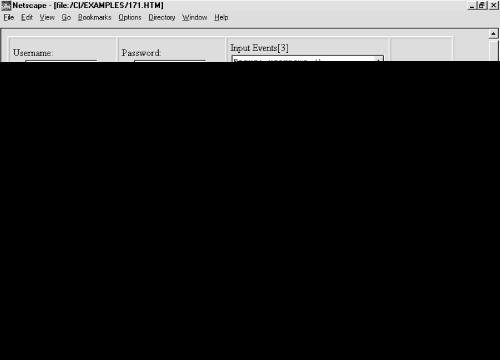 Netscape - [file:/C|/EXAMPLES/171.HTM]
File Edit View Go Bookmarks Options Directory Window Help
Username: Password: Input Events[3]